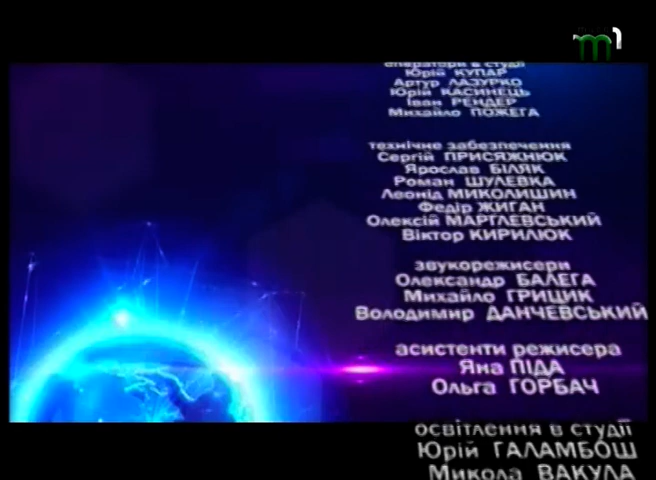 m1
оператори в студії
Юрій КУПАР
Артур ЛАЗУРКО
Юрій КАСИНЕЦЬ
Іван РЕНДЕР
Михайло ПОЖЕГА
технічне забезпечення
Сергій ПРИСЯЖНЮК
Ярослав БІЛЯК
Роман ШУЛЕВКА
Леонід МИКОЛИШИН
Федір ЖИГАН
Олексій МАРГЛЕВСЬКИЙ
Віктор КИРИЛЮК
звукорежисери
Олександр БАЛЕГА
Михайло ГРИЦИК
Володимир ДАНЧЕВСЬКИЙ
асистенти режисера
Яна ПІДА
Ольга ГОРБАЧ
освітлення в студії
Юрій ГАЛАМБОШ
Микола ВАКУЛА